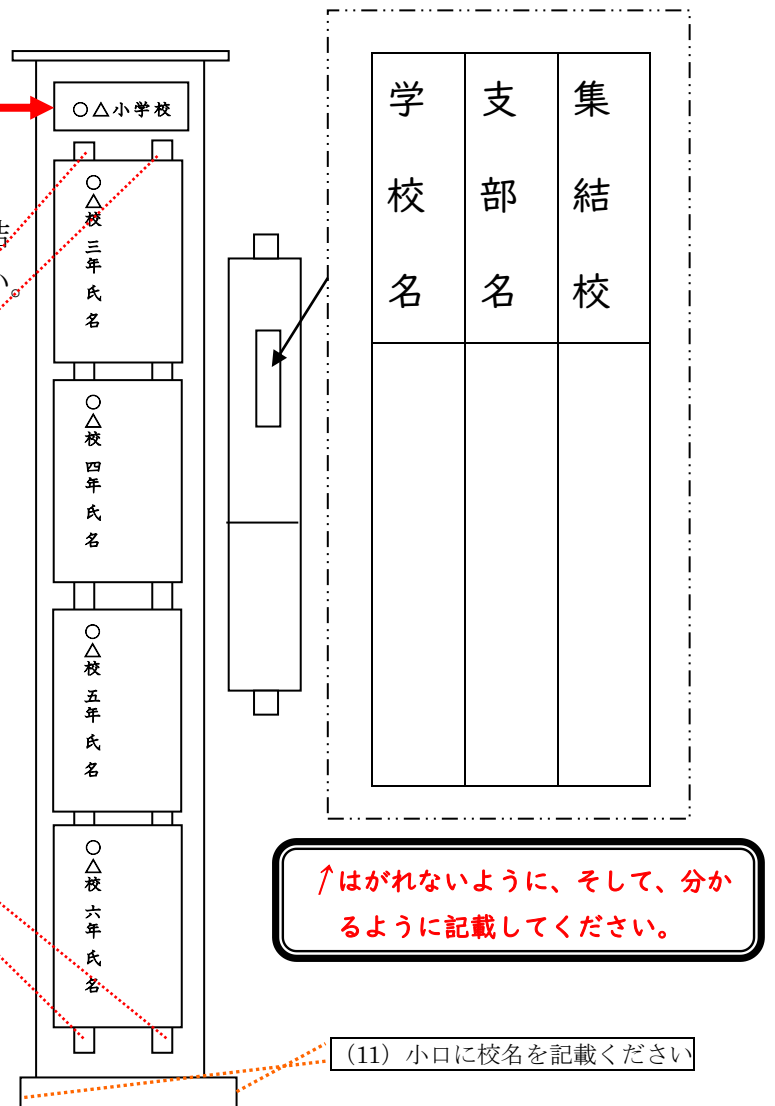 ○△小学校
○△校 三年 氏名
○△校 四年 氏名
○△校 五年 氏名
○△校 六年 氏名
い。
集結校
支部名
学校名
↑はがれないように、そして、分か
るように記載してください。
(11) 小口に校名を記載ください